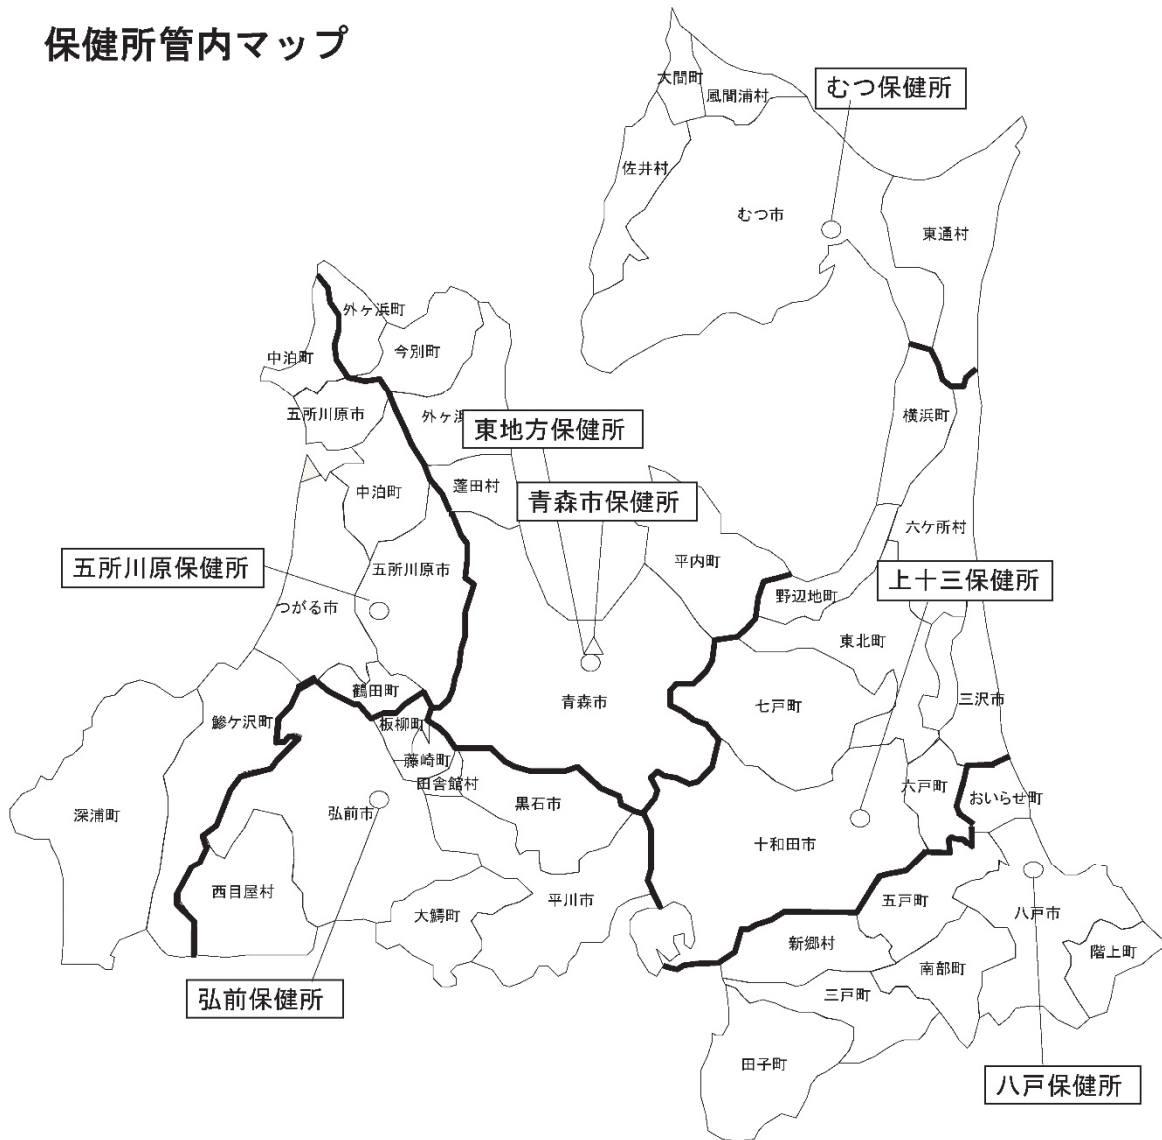 保健所管内マップ
大間町
風間浦村
むつ保健所
佐井村
むつ市
東通村
外ヶ浜町
今別町
中泊町
五所川原市
外ヶ浜
横浜町
東地方保健所
蓬田村
中泊町
青森市保健所
六ケ所村
五所川原保健所
五所川原市
平内町
上十三保健所
つがる市
野辺地町
東北町
鶴田町
三沢市
青森市
七戸町
鰺ケ沢町
板柳町
藤崎町
田舎館村
六戸町
おいらせ町
黒石市
深浦町
弘前市
十和田市
西目屋村
大鰐町
平川市
五戸町
八戸市
新郷村
階上町
南部町
三戸町
弘前保健所
田子町
八戸保健所